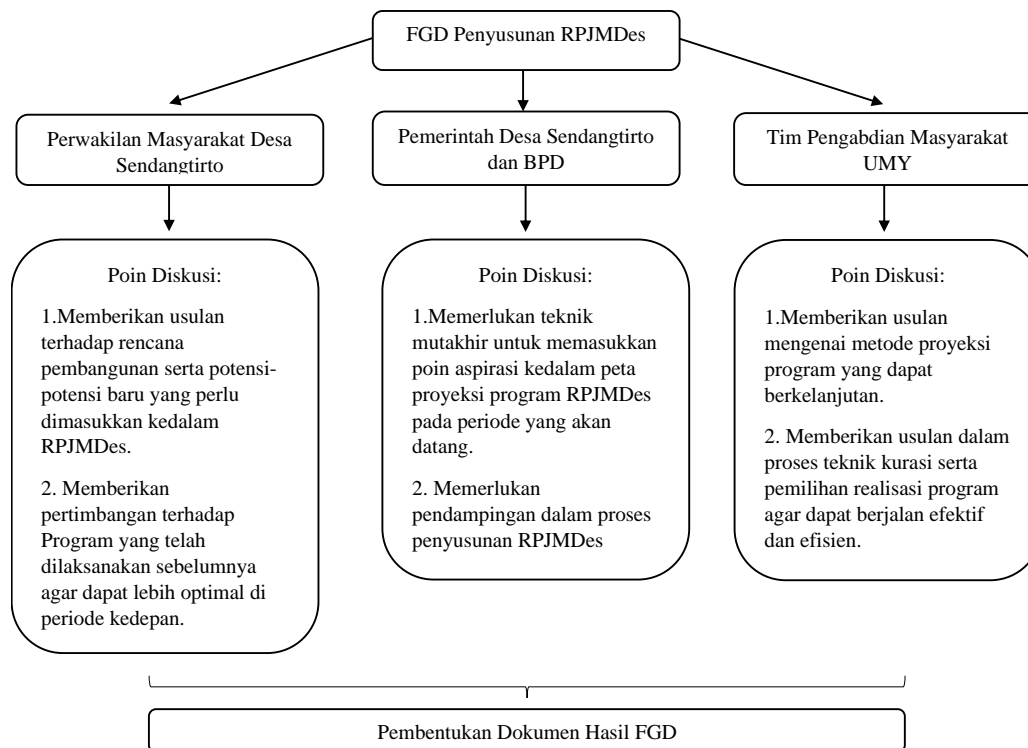 FGD Penyusunan RPJMDes
Perwakilan Masyarakat Desa
Sendangtirto
Pemerintah Desa Sendangtirto
dan BPD
Tim Pengabdian Masyarakat
UMY
Poin Diskusi:
1.Memberikan usulan
terhadap rencana
pembangunan serta potensi-
potensi baru yang perlu
dimasukkan kedalam
RPJMDes.
2. Memberikan
pertimbangan terhadap
Program yang telah
dilaksanakan sebelumnya
agar dapat lebih optimal di
periode kedepan.
Poin Diskusi:
1.Memerlukan teknik
mutakhir untuk memasukkan
poin aspirasi kedalam peta
proyeksi program RPJMDes
pada periode yang akan
datang.
2. Memerlukan
pendampingan dalam proses
penyusunan RPJMDes
Poin Diskusi:
1.Memberikan usulan
mengenai metode proyeksi
program yang dapat
berkelanjutan.
2. Memberikan usulan dalam
proses teknik kurasi serta
pemilihan realisasi program
agar dapat berjalan efektif
dan efisien.
Pembentukan Dokumen Hasil FGD